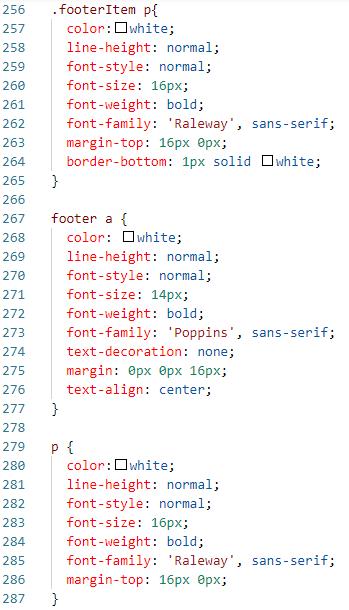 256 .footerItem p{
257 color:white;
258 line-height: normal;
259 font-style: normal;
260 font-size: 16px;
261 font-weight: bold;
262 font-family: 'Raleway', sans-serif;
263 margin-top: 16px 0px;
264 border-bottom: 1px solid white;
265 }
266
267 footer a {
268 color: white;
269 line-height: normal;
270 font-style: normal;
271 font-size: 14px;
272 font-weight: bold;
273 font-family: 'Poppins', sans-serif;
274 text-decoration: none;
275 margin: 0px 0px 16px;
276 text-align: center;
277 }
278
279 p {
280 color:white;
281 line-height: normal;
282 font-style: normal;
283 font-size: 16px;
284 font-weight: bold;
285 font-family: 'Raleway', sans-serif;
286 margin-top: 16px 0px;
287 }